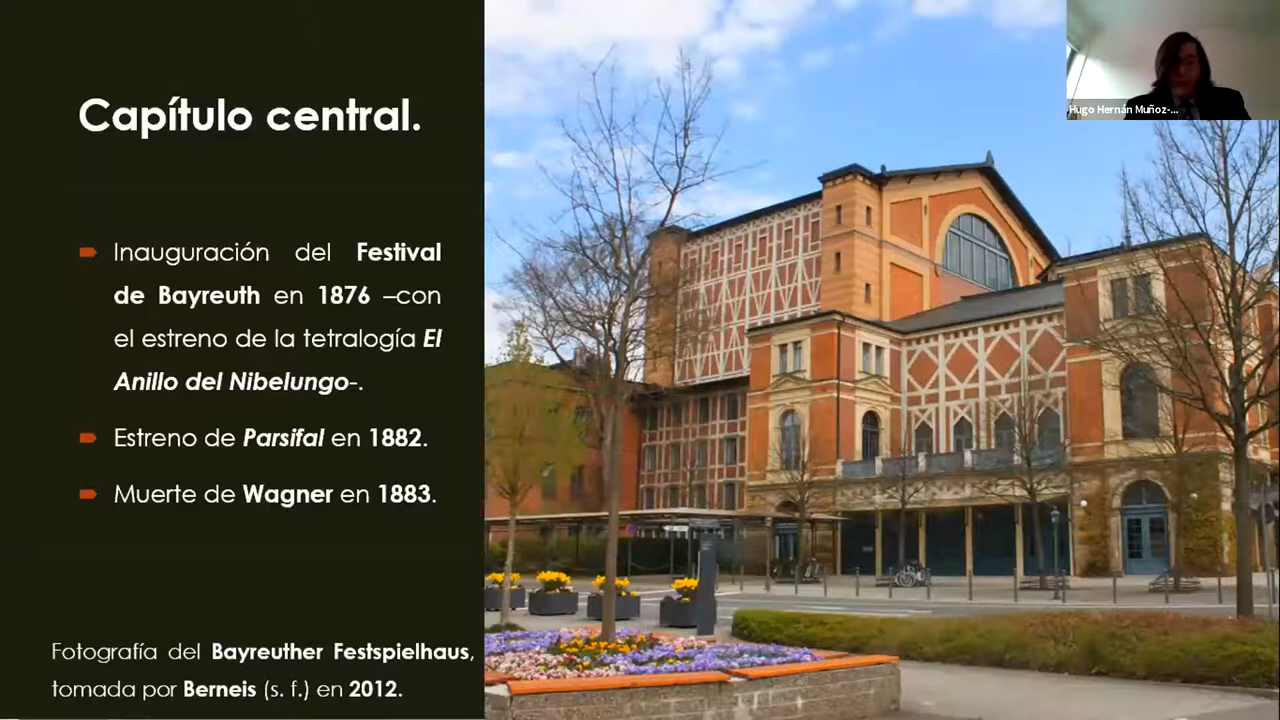 Capítulo central.
Inauguración del Festival
de Bayreuth en 1876 –con
el estreno de la tetralogía El
Anillo del Nibelungo-.
Estreno de Parsifal en 1882.
Muerte de Wagner en 1883.
Fotografía del Bayreuther Festspielhaus,
tomada por Berneis (s. f.) en 2012.
Hugo Hernán Muñoz-...